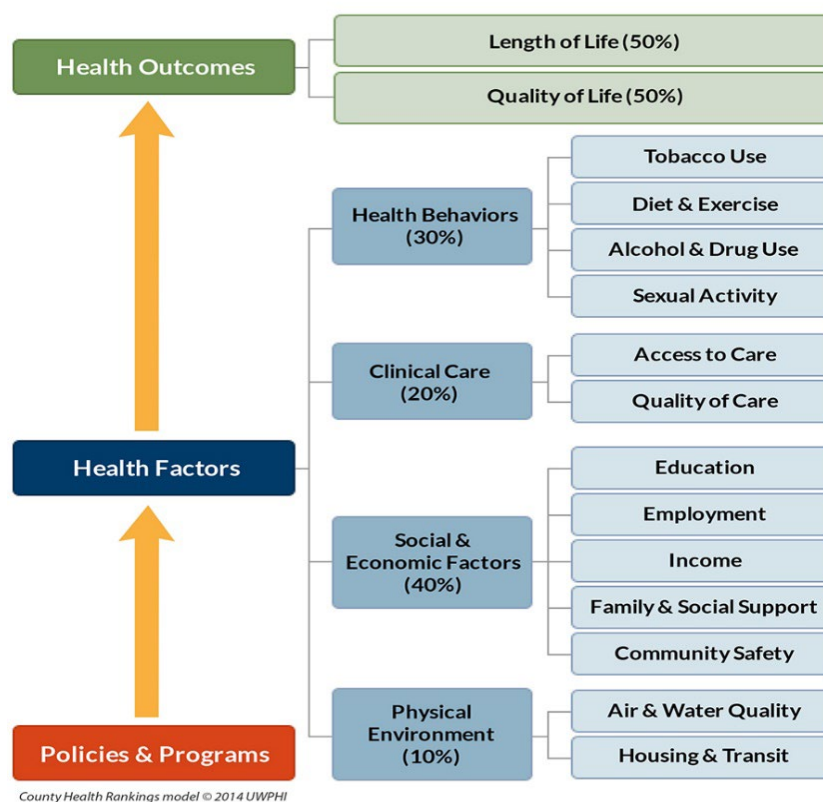 Health Outcomes
Length of Life (50%)
Quality of Life (50%)
Health Factors
Health Behaviors
(30%)
Tobacco Use
Diet & Exercise
Alcohol & Drug Use
Sexual Activity
Clinical Care
(20%)
Access to Care
Quality of Care
Social &
Economic Factors
(40%)
Education
Employment
Income
Family & Social Support
Community Safety
Physical
Environment
(10%)
Air & Water Quality
Housing & Transit
Policies & Programs
County Health Rankings model © 2014 UWPHI